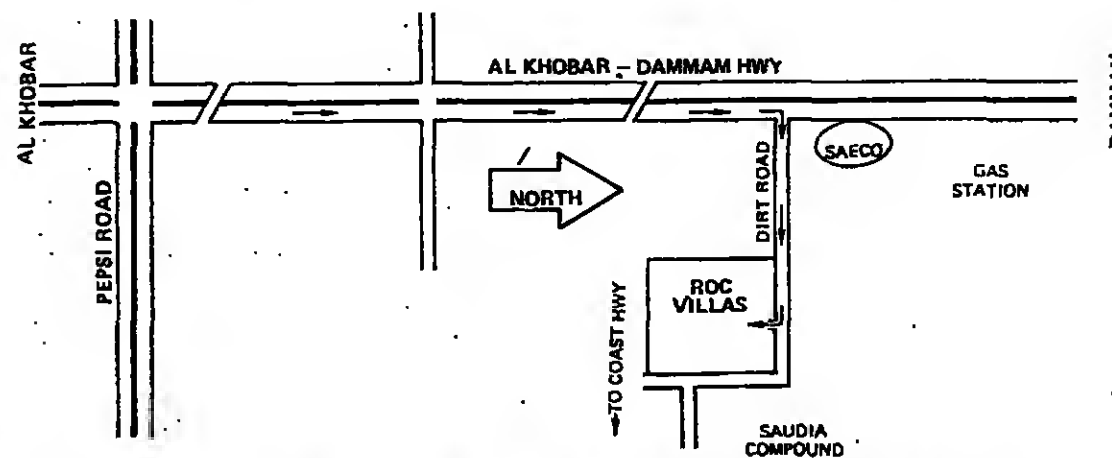 AL KHOBAR
AL KHOBAR – DAMMAM HWY
PEPSI ROAD
NORTH
DIRT ROAD
SAECO
GAS
STATION
ROC
VILLAS
TO COAST HWY
SAUDIA
COMPOUND